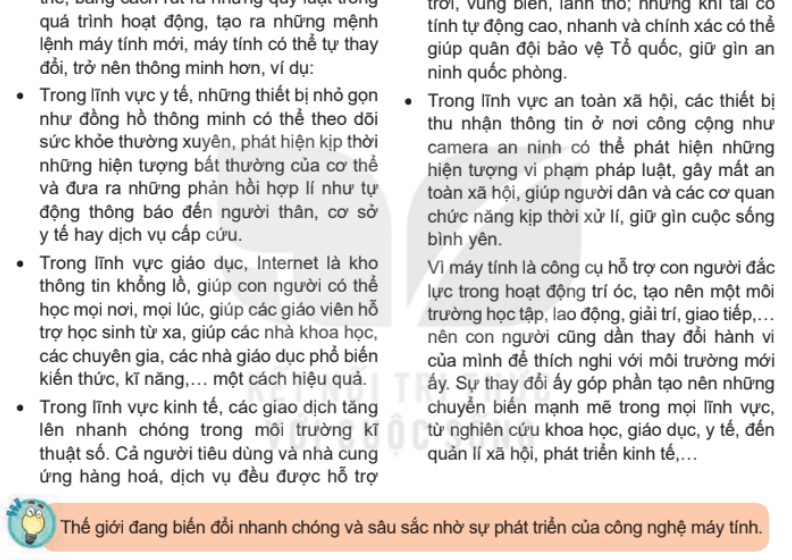 thể, bằng cách rút ra những quy luật trong
quá trình hoạt động, tạo ra những mệnh
lệnh máy tính mới, máy tính có thể tự thay
đổi, trở nên thông minh hơn, ví dụ:
• Trong lĩnh vực y tế, những thiết bị nhỏ gọn
như đồng hồ thông minh có thể theo dõi
sức khỏe thường xuyên, phát hiện kịp thời
những hiện tượng bất thường của cơ thể
và đưa ra những phản hồi hợp lí như tự
động thông báo đến người thân, cơ sở
y tế hay dịch vụ cấp cứu.
• Trong lĩnh vực giáo dục, Internet là kho
thông tin khổng lồ, giúp con người có thể
học mọi nơi, mọi lúc, giúp các giáo viên hỗ
trợ học sinh từ xa, giúp các nhà khoa học,
các chuyên gia, các nhà giáo dục phổ biến
kiến thức, kĩ năng,... một cách hiệu quả.
• Trong lĩnh vực kinh tế, các giao dịch tăng
lên nhanh chóng trong môi trường kĩ
thuật số. Cả người tiêu dùng và nhà cung
ứng hàng hoá, dịch vụ đều được hỗ trợ
trời, vùng biển, lãnh thổ; những khí tài có
tính tự động cao, nhanh và chính xác có thể
giúp quân đội bảo vệ Tổ quốc, giữ gìn an
ninh quốc phòng.
• Trong lĩnh vực an toàn xã hội, các thiết bị
thu nhận thông tin ở nơi công cộng như
camera an ninh có thể phát hiện những
hiện tượng vi phạm pháp luật, gây mất an
toàn xã hội, giúp người dân và các cơ quan
chức năng kịp thời xử lí, giữ gìn cuộc sống
bình yên.
Vì máy tính là công cụ hỗ trợ con người đắc
lực trong hoạt động trí óc, tạo nên một môi
trường học tập, lao động, giải trí, giao tiếp,...
nên con người cũng dần thay đổi hành vi
của mình để thích nghi với môi trường mới
ấy. Sự thay đổi ấy góp phần tạo nên những
chuyển biến mạnh mẽ trong mọi lĩnh vực,
từ nghiên cứu khoa học, giáo dục, y tế, đến
quản lí xã hội, phát triển kinh tế,...
KẾT NỐI TRI THỨC
VỚI CUỘC SỐNG
Thế giới đang biến đổi nhanh chóng và sâu sắc nhờ sự phát triển của công nghệ máy tính.